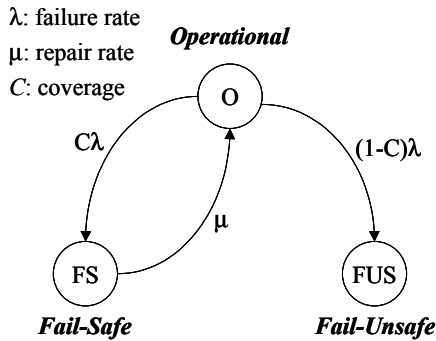 λ: failure rate
μ: repair rate
C: coverage
Operational
O
Cλ
(1-C)λ
μ
FS
FUS
Fail-Safe
Fail-Unsafe